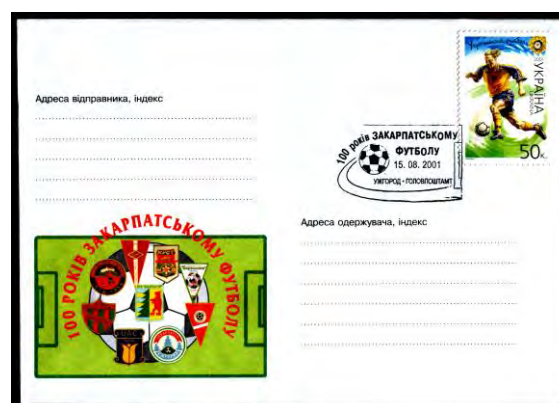 УКРАЇНА
50к.
Адреса відправника, індекс
100 років ЗАКАРПАТСЬКОМУ
ФУТБОЛУ
15. 08. 2001
УЖГОРОД - ГОЛОВПОШТАМТ
Адреса одержувача, індекс
100 РОКІВ ЗАКАРПАТСЬКОМУ ФУТБОЛУ